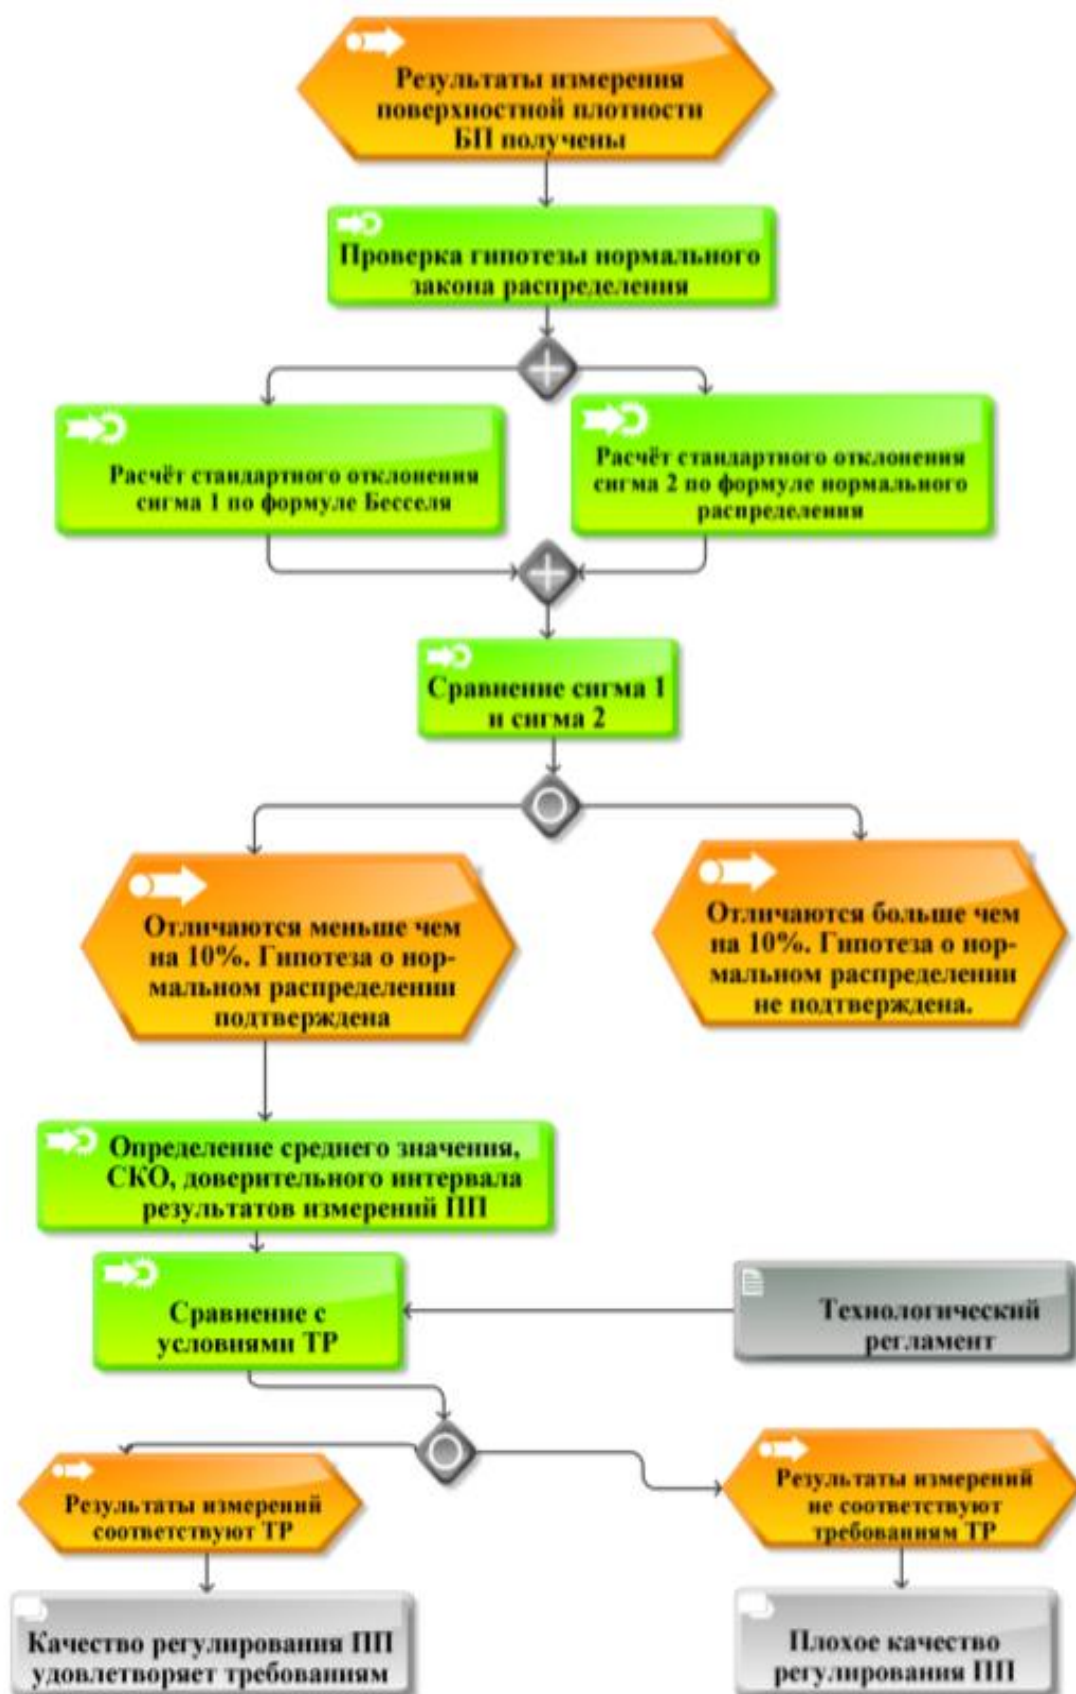 Результаты измерения
поверхностной плотности
БП получены
Проверка гипотезы нормального
закона распределения
Расчёт стандартного отклонения
сигма 1 по формуле Бесселя
Расчёт стандартного отклонения
сигма 2 по формуле нормального
распределения
Сравнение сигма 1
и сигма 2
Отличаются меньше чем
на 10%. Гипотеза о нор-
мальном распределении
подтверждена
Отличаются больше чем
на 10%. Гипотеза о нор-
мальном распределении
не подтверждена.
Определение среднего значения,
СКО, доверительного интервала
результатов измерений ПП
Сравнение с
условиями ТР
Технологический
регламент
Результаты измерений
соответствуют ТР
Результаты измерений
не соответствуют
требованиям ТР
Качество регулирования ПП
удовлетворяет требованиям
Плохое качество
регулирования ПП